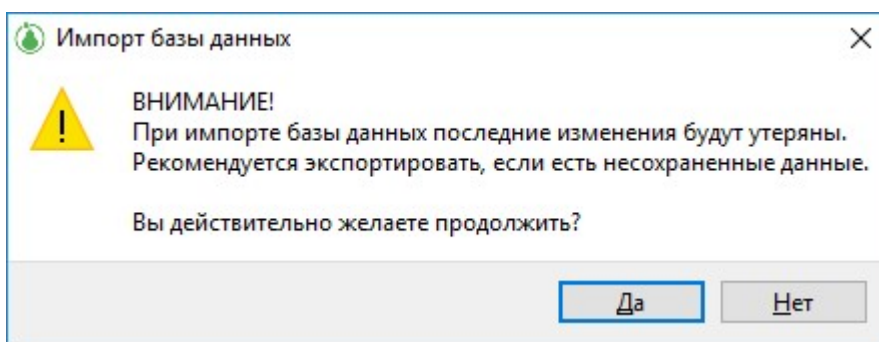 Импорт базы данных
ВНИМАНИЕ!
При импорте базы данных последние изменения будут утеряны.
Рекомендуется экспортировать, если есть несохраненные данные.
Вы действительно желаете продолжить?
Да
Нет